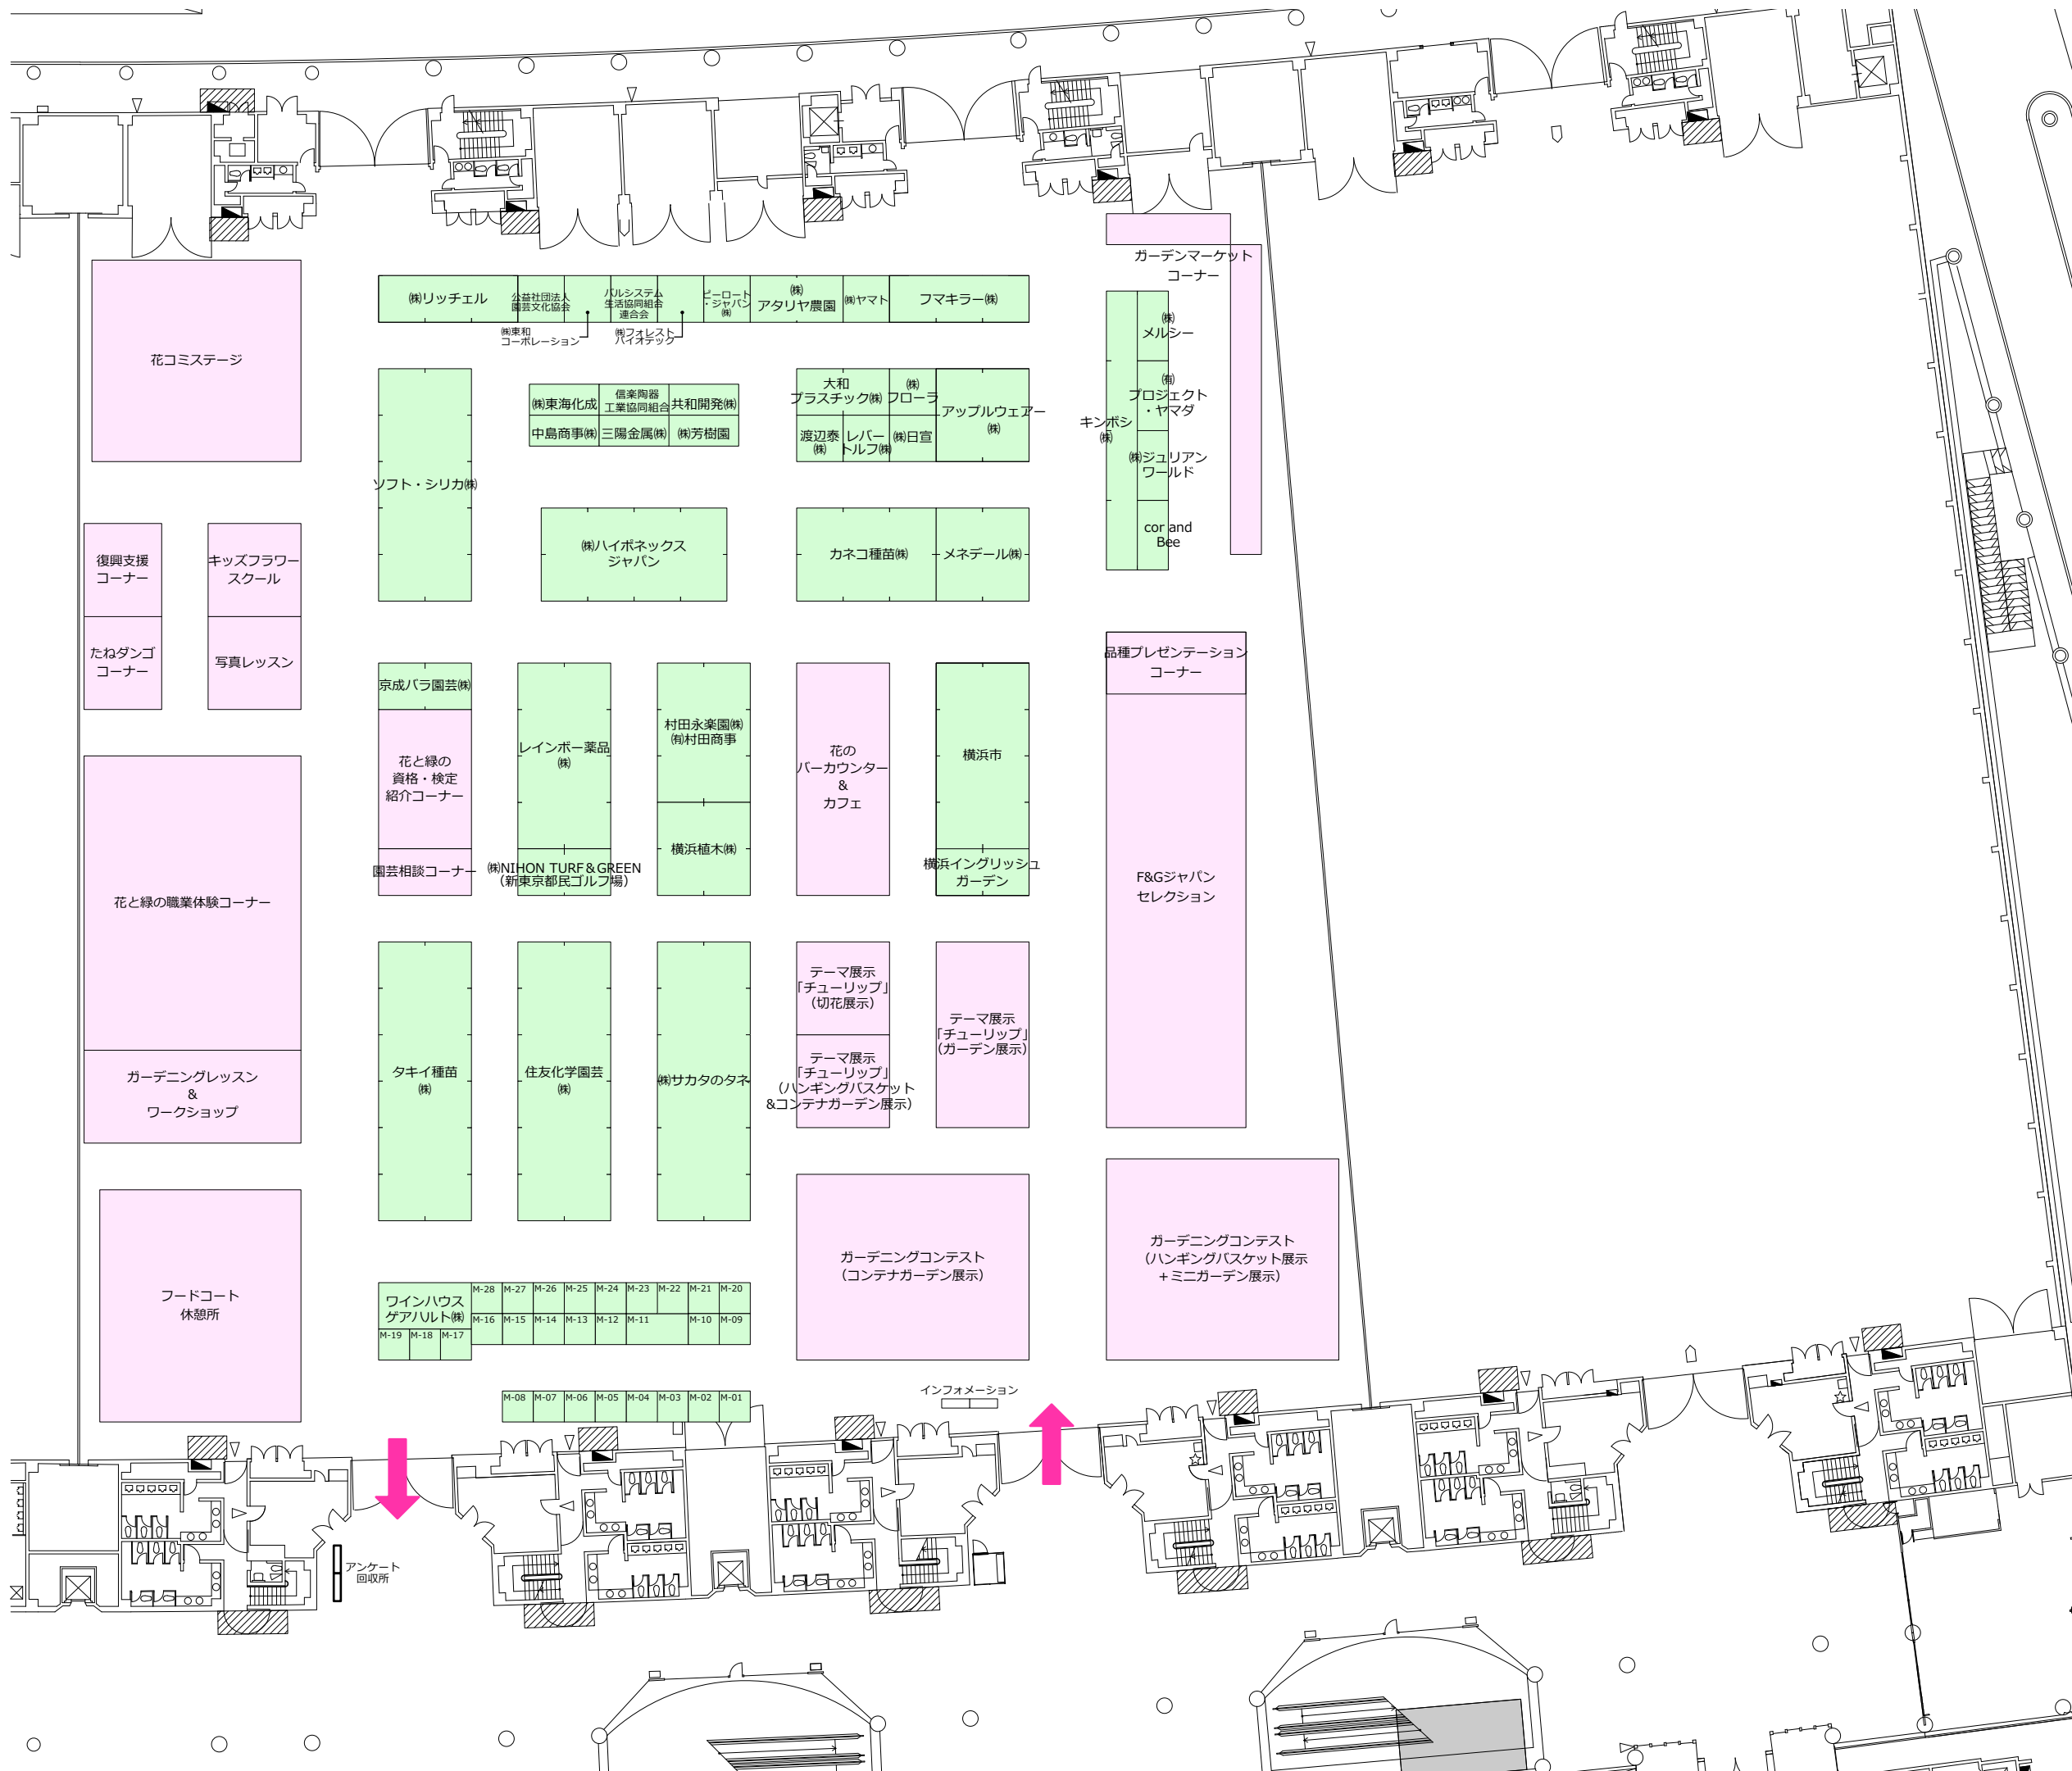 ガーデンマーケット
コーナー
㈱リッチェル
公益社団法人
園芸文化協会
㈱東和
コーポレーション
パルシステム
生活協同組合
連合会
㈱フォレスト
バイオテック
ピーロート
・ジャパン
㈱
㈱
アタリヤ農園
㈱ヤマト
フマキラー㈱
花コミステージ
ソフト・シリカ㈱
㈱東海化成
信楽陶器
工業協同組合
共和開発㈱
中島商事㈱
三陽金属㈱
㈱芳樹園
大和
プラスチック㈱
㈱
フローラ
アップルウェアー
㈱
渡辺泰
㈱
レバー
トルフ㈱
㈱日宣
キンボシ
㈱
㈱
メルシー
㈲
プロジェクト
・ヤマダ
㈱ジュリアン
ワールド
cor and
Bee
復興支援
コーナー
キッズフラワー
スクール
㈱ハイポネックス
ジャパン
カネコ種苗㈱
メネデール㈱
たねダンゴ
コーナー
写真レッスン
品種プレゼンテーション
コーナー
京成バラ園芸㈱
花と緑の
資格・検定
紹介コーナー
園芸相談コーナー
レインボー薬品
㈱
㈱NIHON TURF&GREEN
（新東京都民ゴルフ場）
村田永楽園㈱
㈲村田商事
横浜植木㈱
花の
バーカウンター
&
カフェ
横浜市
横浜イングリッシュ
ガーデン
F&Gジャパン
セレクション
花と緑の職業体験コーナー
ガーデニングレッスン
&
ワークショップ
タキイ種苗
㈱
住友化学園芸
㈱
㈱サカタのタネ
テーマ展示
「チューリップ」
（切花展示）
テーマ展示
「チューリップ」
（ハンギングバスケット
&コンテナガーデン展示）
テーマ展示
「チューリップ」
（ガーデン展示）
フードコート
休憩所
ガーデニングコンテスト
（コンテナガーデン展示）
ガーデニングコンテスト
（ハンギングバスケット展示
+ミニガーデン展示）
ワインハウス
ゲアハルト㈱
M-28
M-27
M-26
M-25
M-24
M-23
M-22
M-21
M-20
M-16
M-15
M-14
M-13
M-12
M-11
M-10
M-09
M-19
M-18
M-17
M-08
M-07
M-06
M-05
M-04
M-03
M-02
M-01
インフォメーション
アンケート
回収所